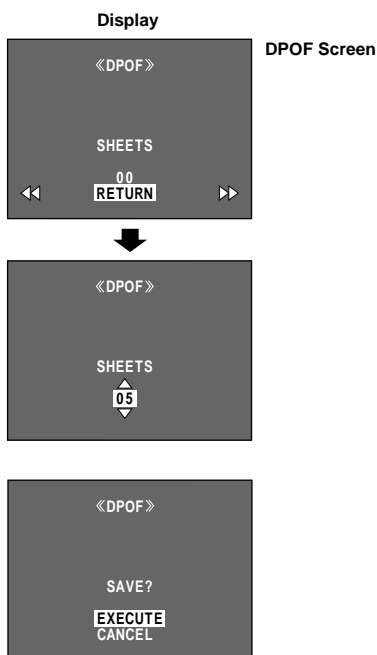 Display
DPOF Screen
《DPOF》
SHEETS
00
RETURN
《DPOF》
SHEETS
05
《DPOF》
SAVE?
EXECUTE
CANCEL